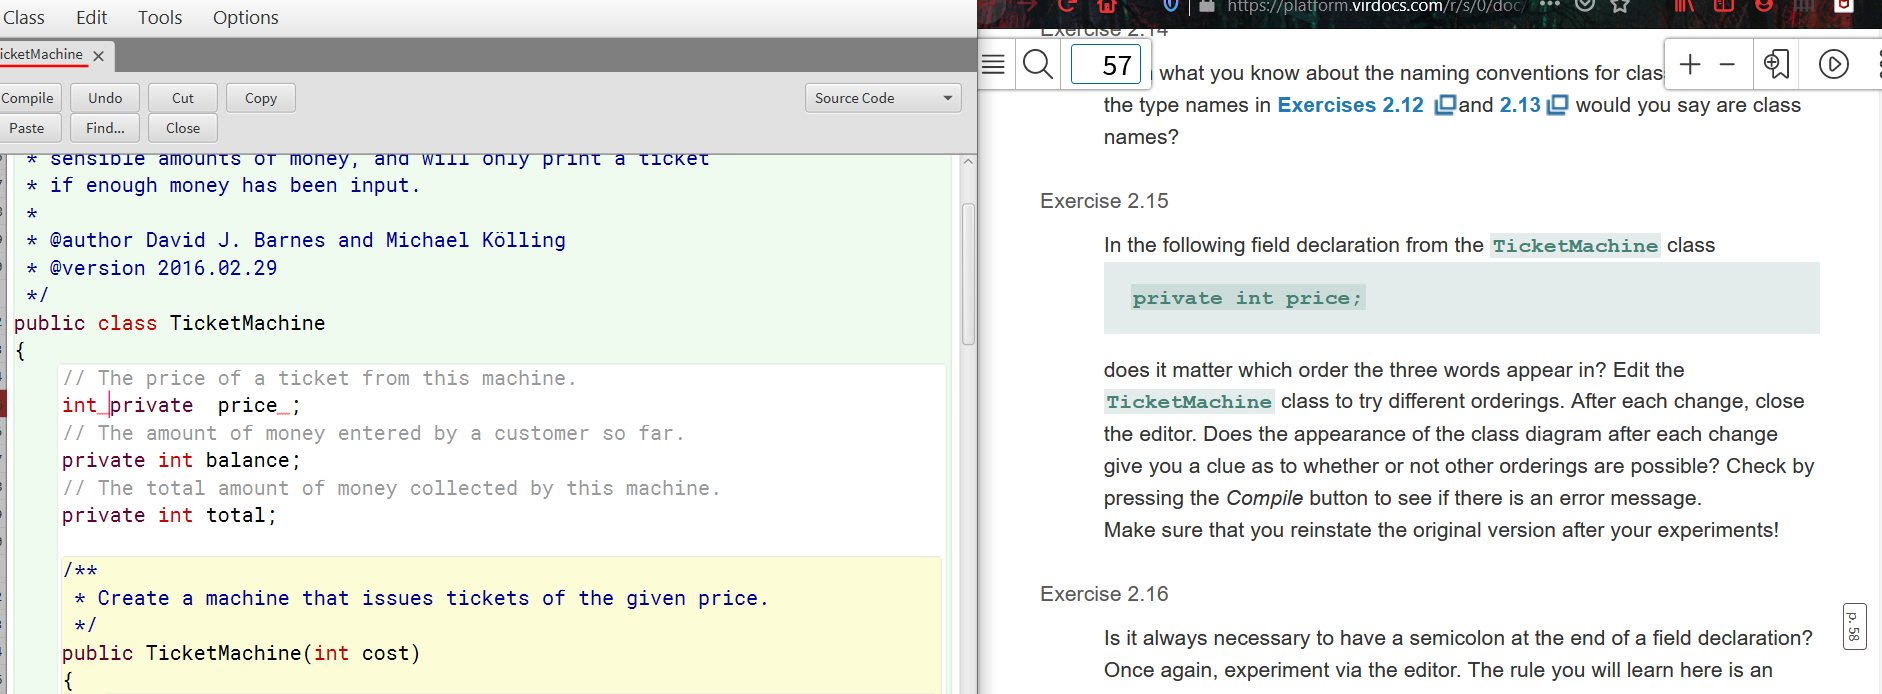 Class Edit Tools Options
icketMachine
Compile Undo Cut Copy Source Code
Paste Find... Close
* sensible amounts of money, and will only print a ticket
* if enough money has been input.
*
* @author David J. Barnes and Michael Kölling
* @version 2016.02.29
*/
public class TicketMachine
{
// The price of a ticket from this machine.
int private  price ;
// The amount of money entered by a customer so far.
private int balance;
// The total amount of money collected by this machine.
private int total;
/**
* Create a machine that issues tickets of the given price.
*/
public TicketMachine(int cost)
{
https://platform.virdocs.com/r/s/0/doc/
Exercise 2.14
57
what you know about the naming conventions for clas
the type names in Exercises 2.12 and 2.13 would you say are class
names?
Exercise 2.15
In the following field declaration from the TicketMachine class
private int price;
does it matter which order the three words appear in? Edit the
TicketMachine class to try different orderings. After each change, close
the editor. Does the appearance of the class diagram after each change
give you a clue as to whether or not other orderings are possible? Check by
pressing the Compile button to see if there is an error message.
Make sure that you reinstate the original version after your experiments!
Exercise 2.16
p. 58
Is it always necessary to have a semicolon at the end of a field declaration?
Once again, experiment via the editor. The rule you will learn here is an